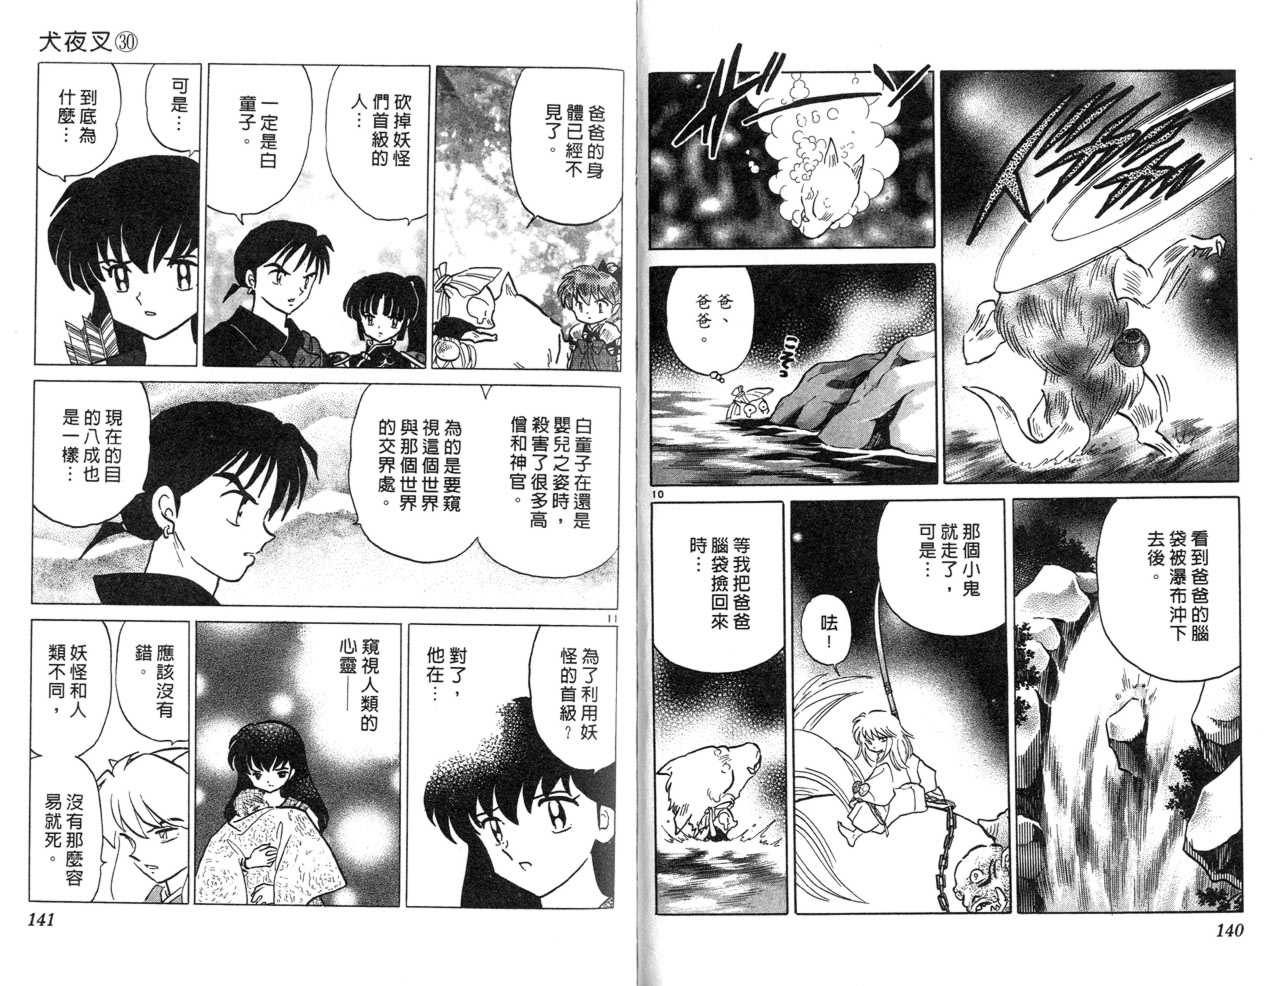 爸、
爸爸。
ころ
10
看到爸爸的腦
袋被瀑布沖下
去後。
那個小鬼
就走了，
可是…
呿！
等我把爸爸
腦袋撿回來
時…
140
犬夜叉㉚
爸爸的身
體已經不
見了。
砍掉妖怪
們首級的
人…
一定是白
童子。
可是…
到底為
什麼…
白童子在還是
嬰兒之姿時，
殺害了很多高
僧和神官。
為的是要窺
視這個世界
與那個世界
的交界處。
現在的目
的八成也
是一樣…
11
為了利用妖
怪的首級？
對了，
他在…
窺視人類的
心靈——
應該沒有
錯。
妖怪和人
類不同，
沒有那麼容
易就死。
141